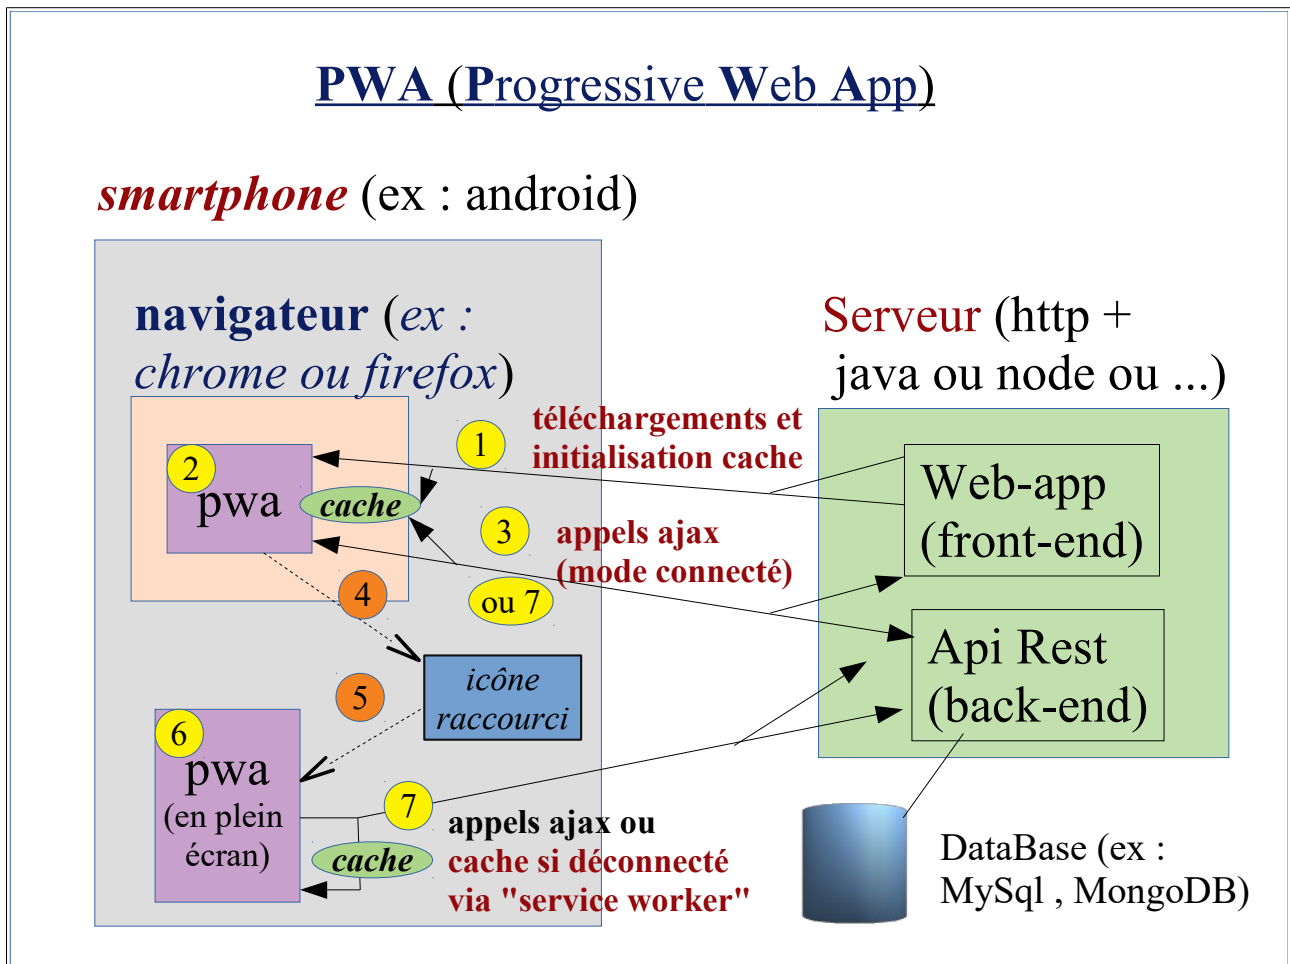 PWA (Progressive Web App)
smartphone (ex : android)
navigateur (ex :
chrome ou firefox)
Serveur (http +
java ou node ou ...)
1
téléchargements et
initialisation cache
2
pwa
cache
Web-app
(front-end)
3
appels ajax
(mode connecté)
ou 7
4
Api Rest
(back-end)
icône
raccourci
5
6
pwa
(en plein
écran)
7
cache
appels ajax ou
cache si déconnecté
via "service worker"
DataBase (ex :
MySql , MongoDB)